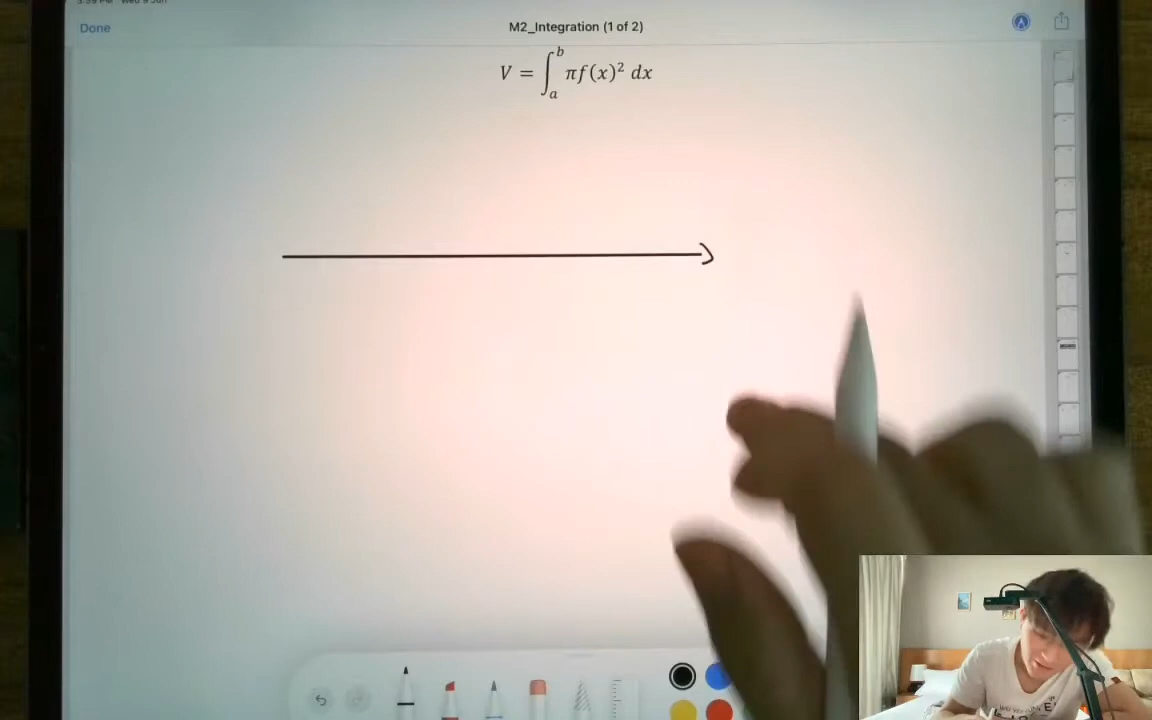 Done
M2_Integration (1 of 2)
V = ∫_a^b πf(x)² dx